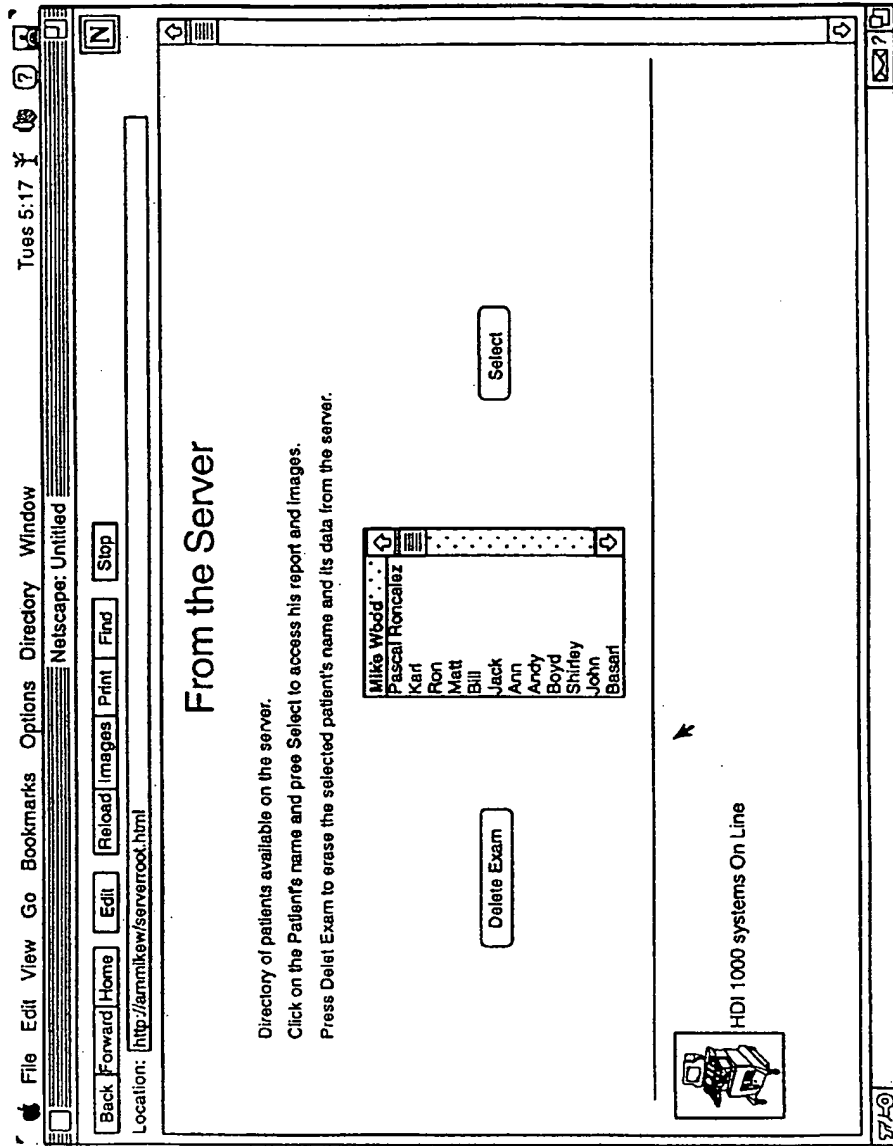 File Edit View Go Bookmarks Options Directory Window Tues 5:17
Netscape: Untitled
Back Forward Home Edit Reload Images Print Find Stop
N
Location: http://ammikew/serverroot.html
From the Server
Directory of patients available on the server.
Click on the Patient's name and pree Select to access his report and images.
Press Delet Exam to erase the selected patient's name and its data from the server.
Mike Wodd
Pascal Roncalez
Karl
Ron
Matt
Bill
Jack
Ann
Andy
Boyd
Shirley
John
Basarl
Delete Exam
Select
HDI 1000 systems On Line
?